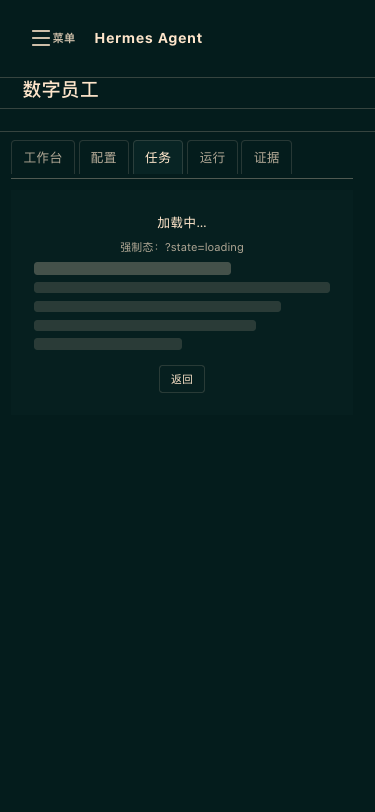 菜单 Hermes Agent
数字员工
工作台 配置 任务 运行 证据
加载中...
强制态：?state=loading
返回